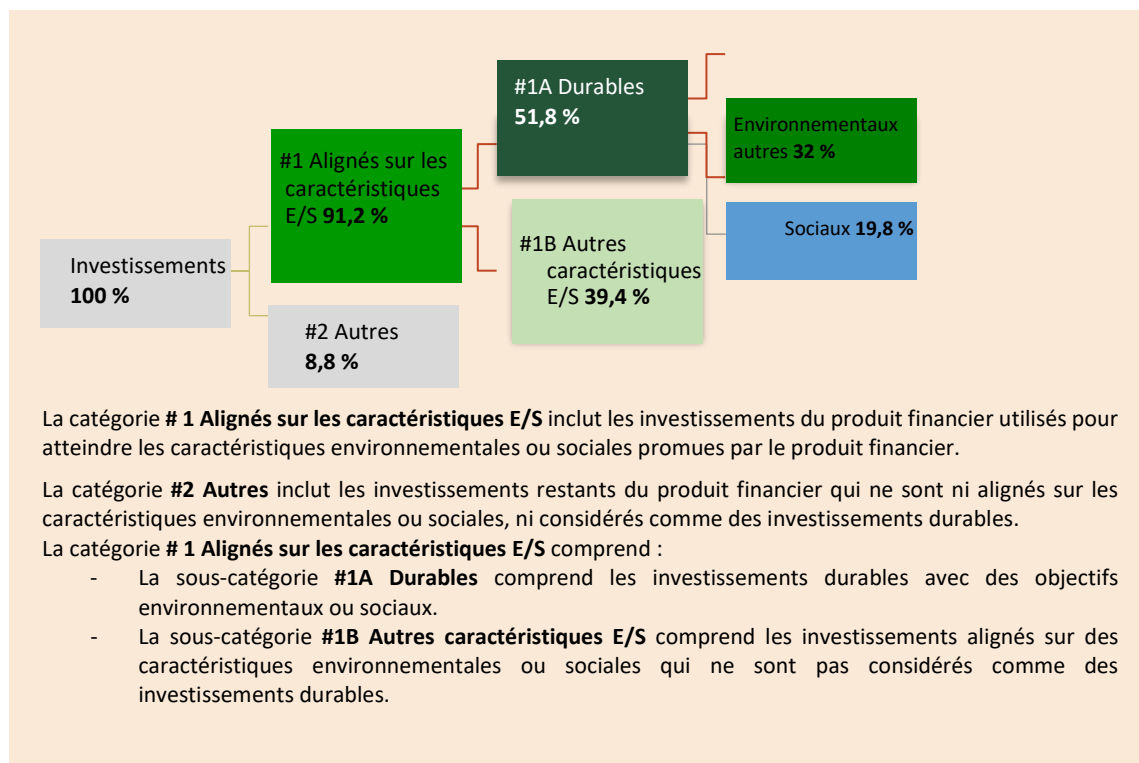 #1A Durables
51,8 %
Environnementaux
autres 32 %
#1 Alignés sur les
caractéristiques
E/S 91,2 %
Sociaux 19,8 %
#1B Autres
caractéristiques
E/S 39,4 %
Investissements
100 %
#2 Autres
8,8 %
La catégorie # 1 Alignés sur les caractéristiques E/S inclut les investissements du produit financier utilisés pour
atteindre les caractéristiques environnementales ou sociales promues par le produit financier.
La catégorie #2 Autres inclut les investissements restants du produit financier qui ne sont ni alignés sur les
caractéristiques environnementales ou sociales, ni considérés comme des investissements durables.
La catégorie # 1 Alignés sur les caractéristiques E/S comprend :
- La sous-catégorie #1A Durables comprend les investissements durables avec des objectifs
environnementaux ou sociaux.
- La sous-catégorie #1B Autres caractéristiques E/S comprend les investissements alignés sur des
caractéristiques environnementales ou sociales qui ne sont pas considérés comme des
investissements durables.